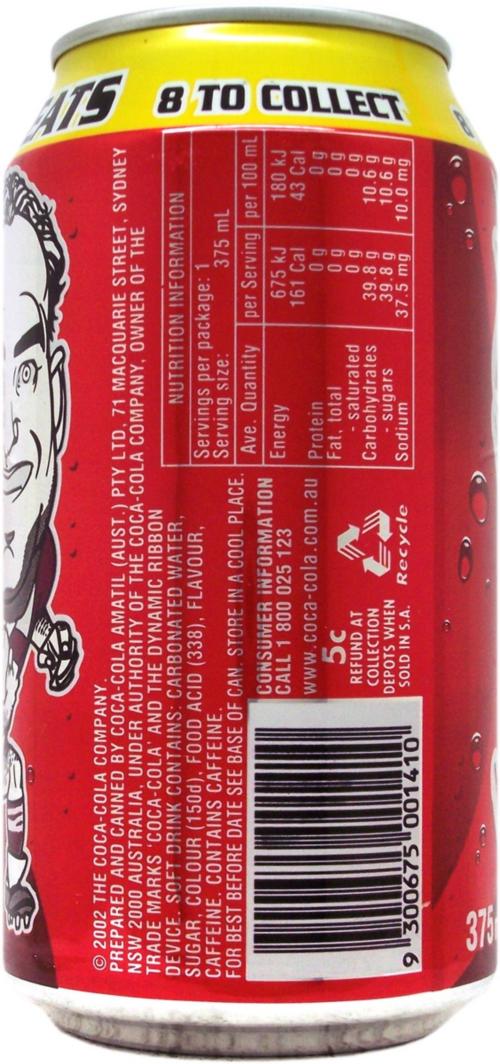 EATS 8 TO COLLECT 8
© 2002 THE COCA-COLA COMPANY.
PREPARED AND CANNED BY COCA-COLA AMATIL (AUST.) PTY LTD, 71 MACQUARIE STREET, SYDNEY
NSW 2000 AUSTRALIA, UNDER AUTHORITY OF THE COCA-COLA COMPANY, OWNER OF THE
TRADE MARKS 'COCA-COLA' AND THE DYNAMIC RIBBON
DEVICE. SOFT DRINK CONTAINS: CARBONATED WATER,
SUGAR, COLOUR (150d), FOOD ACID (338), FLAVOUR,
CAFFEINE. CONTAINS CAFFEINE.
FOR BEST BEFORE DATE SEE BASE OF CAN. STORE IN A COOL PLACE.
NUTRITION INFORMATION
Servings per package: 1
Serving size: 375 mL
Ave. Quantity per Serving per 100 mL
Energy 675 kJ 180 kJ
161 Cal 43 Cal
Protein 0 g 0 g
Fat, total 0 g 0 g
- saturated 0 g 0 g
Carbohydrates 39.8 g 10.6 g
- sugars 39.8 g 10.6 g
Sodium 37.5 mg 10.0 mg
CONSUMER INFORMATION
CALL 1 800 025 123
www.coca-cola.com.au
5c
REFUND AT
COLLECTION
DEPOTS WHEN
SOLD IN S.A.
Recycle
9 300675 001410
375